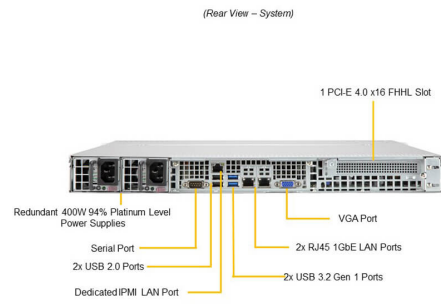 (Rear View – System)
1 PCI-E 4.0 x16 FHHL Slot
Redundant 400W 94% Platinum Level
Power Supplies
VGA Port
Serial Port
2x RJ45 1GbE LAN Ports
2x USB 2.0 Ports
2x USB 3.2 Gen 1 Ports
Dedicated IPMI LAN Port